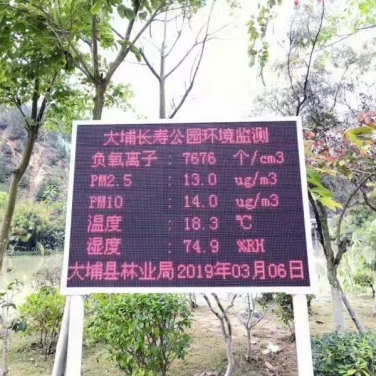 大埔长寿公园环境监测
负氧离子 : 7676 个/cm3
PM2.5 : 13.0 ug/m3
PM10 : 14.0 ug/m3
温度 : 18.3 ℃
湿度 : 74.9 %RH
大埔县林业局2019年03月06日